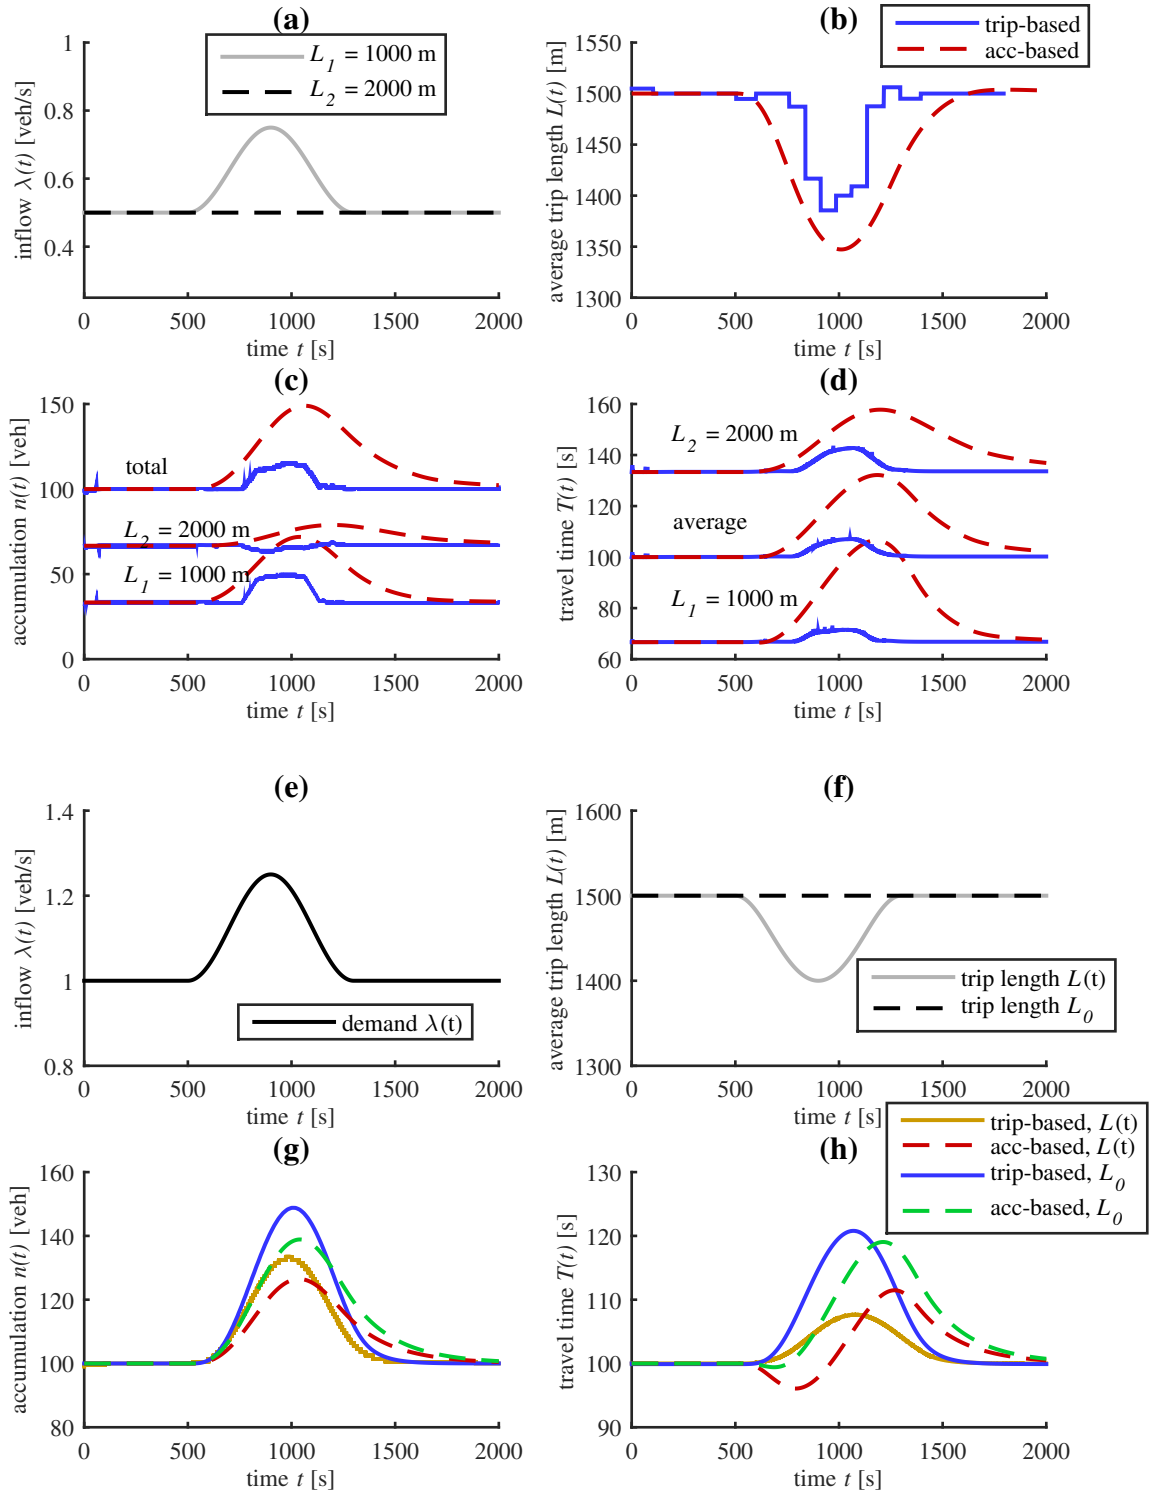 (a)
L1 = 1000 m
L2 = 2000 m
inflow λ(t) [veh/s]
1
0.8
0.6
0.4
0
500
1000
1500
2000
time t [s]
(b)
trip-based
acc-based
average trip length L(t) [m]
1550
1500
1450
1400
1350
1300
0
500
1000
1500
2000
time t [s]
(c)
accumulation n(t) [veh]
150
100
50
0
total
L2 = 2000 m
L1 = 1000 m
0
500
1000
1500
2000
time t [s]
(d)
travel time T(t) [s]
160
140
120
100
80
60
L2 = 2000 m
average
L1 = 1000 m
0
500
1000
1500
2000
time t [s]
(e)
inflow λ(t) [veh/s]
1.4
1.2
1
0.8
demand λ(t)
0
500
1000
1500
2000
time t [s]
(f)
average trip length L(t) [m]
1600
1500
1400
1300
trip length L(t)
trip length L0
0
500
1000
1500
2000
time t [s]
(g)
accumulation n(t) [veh]
160
140
120
100
80
0
500
1000
1500
2000
time t [s]
(h)
trip-based, L(t)
acc-based, L(t)
trip-based, L0
acc-based, L0
travel time T(t) [s]
130
120
110
100
90
0
500
1000
1500
2000
time t [s]